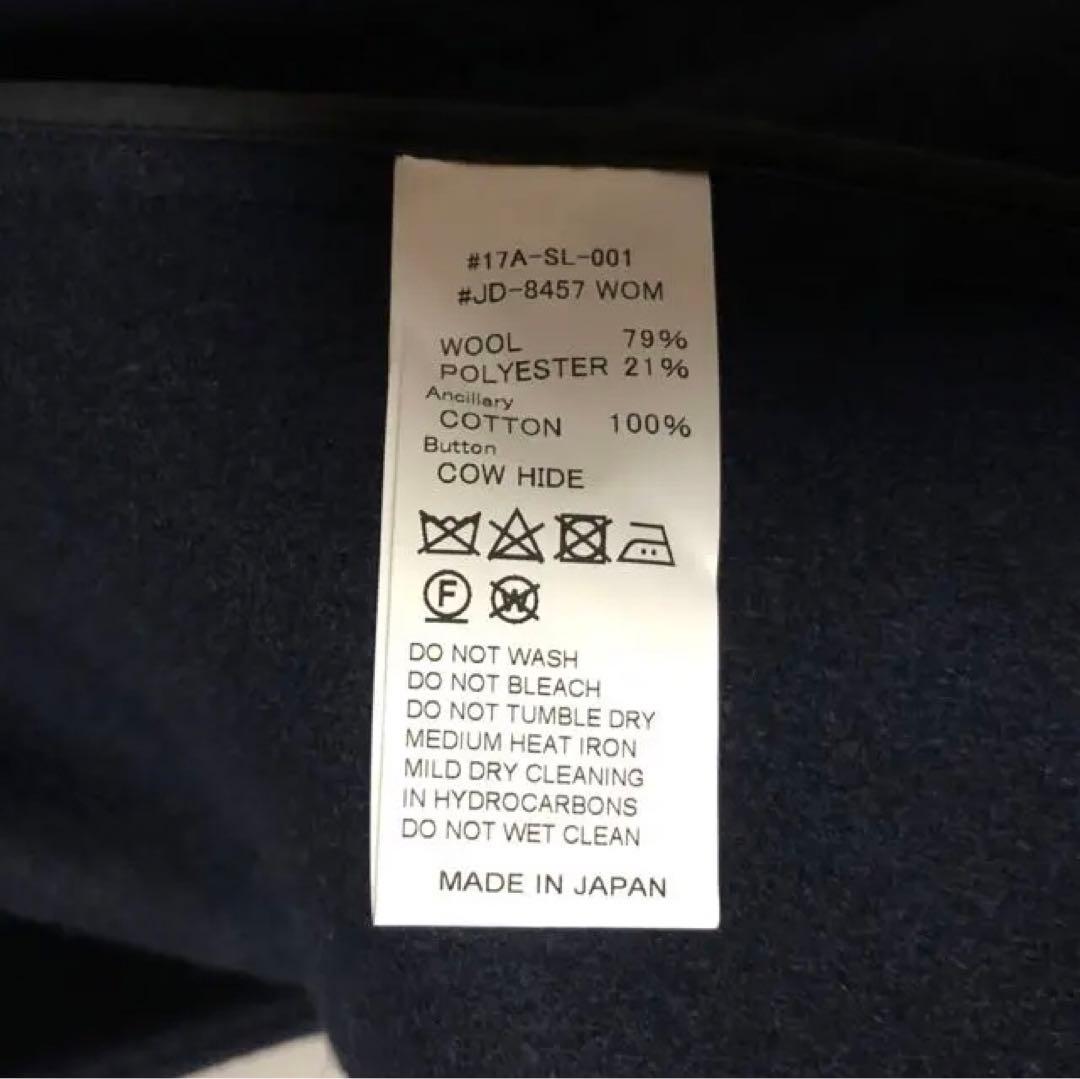 #17A-SL-001
#JD-8457 WOM
WOOL 79%
POLYESTER 21%
Ancillary
COTTON 100%
Button
COW HIDE
F W
DO NOT WASH
DO NOT BLEACH
DO NOT TUMBLE DRY
MEDIUM HEAT IRON
MILD DRY CLEANING
IN HYDROCARBONS
DO NOT WET CLEAN
MADE IN JAPAN